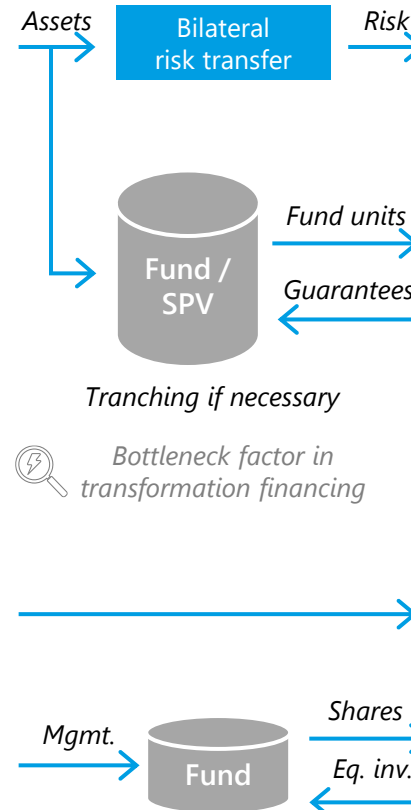 Assets
Bilateral
risk transfer
Risk
Fund units
Fund /
SPV
Guarantees
Tranching if necessary
Bottleneck factor in
transformation financing
Shares
Mgmt.
Fund
Eq. inv.